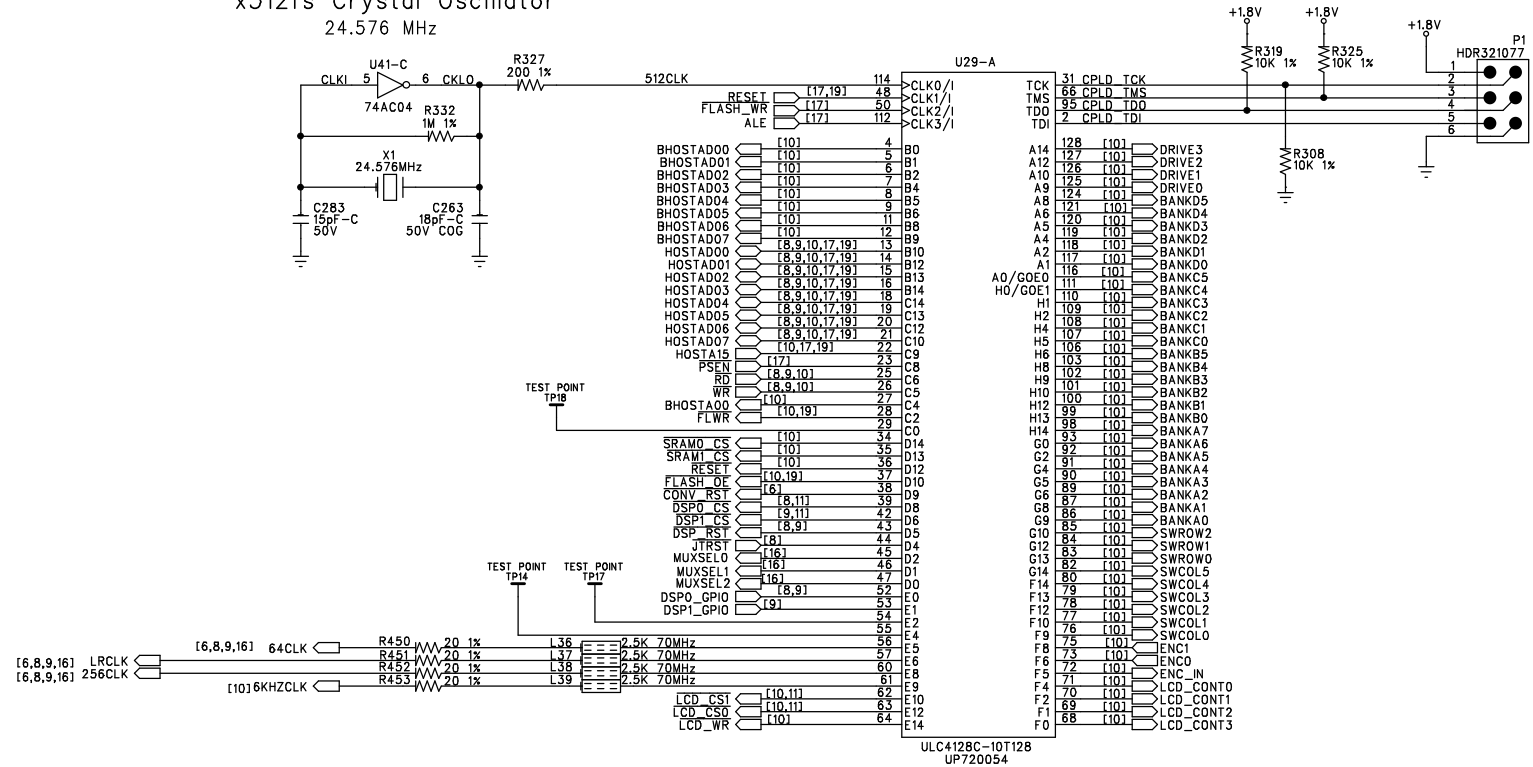 x512fs Crystal Oscillator
24.576 MHz
CLKI 5 U41-C 6 CKLO
74AC04
R327
200 1%
512CLK
R332
1M 1%
X1
24.576MHz
C283
15pF-C
50V
C263
18pF-C
50V COG
U29-A
114 >CLK0/I
RESET [17,19] 48 >CLK1/I
FLASH_WR [17] 50 >CLK2/I
ALE [17] 112 >CLK3/I
BHOSTAD00 [10] 4 B0
BHOSTAD01 [10] 5 B1
BHOSTAD02 [10] 6 B2
BHOSTAD03 [10] 7 B4
BHOSTAD04 [10] 8 B5
BHOSTAD05 [10] 9 B6
BHOSTAD06 [10] 11 B8
BHOSTAD07 [10] 12 B9
HOSTAD00 [8,9,10,17,19] 13 B10
HOSTAD01 [8,9,10,17,19] 14 B12
HOSTAD02 [8,9,10,17,19] 15 B13
HOSTAD03 [8,9,10,17,19] 16 B14
HOSTAD04 [8,9,10,17,19] 18 C14
HOSTAD05 [8,9,10,17,19] 19 C13
HOSTAD06 [8,9,10,17,19] 20 C12
HOSTAD07 [8,9,10,17,19] 21 C10
HOSTA15 [10,17,19] 22 C9
PSEN [17] 23 C8
RD [8,9,10] 25 C6
WR [8,9,10] 26 C5
BHOSTA00 [10] 27 C4
FLWR [10,19] 28 C2
TEST POINT
TP18
29 C0
SRAM0_CS [10] 34 D14
SRAM1_CS [10] 35 D13
RESET [10] 36 D12
FLASH_OE [10,19] 37 D10
CONV_RST [6] 38 D9
DSP0_CS [8,11] 39 D8
DSP1_CS [9,11] 42 D6
DSP_RST [8,9] 43 D5
JTRST [8] 44 D4
MUXSEL0 [16] 45 D2
MUXSEL1 [16] 46 D1
MUXSEL2 [16] 47 D0
DSP0_GPIO [8,9] 52 E0
DSP1_GPIO [9] 53 E1
TEST POINT
TP14
TEST POINT
TP17
54 E2
55 E4
[6,8,9,16] 64CLK R450 20 1% L36 2.5K 70MHz 56 E5
[6,8,9,16] LRCLK R451 20 1% L37 2.5K 70MHz 57 E6
[6,8,9,16] 256CLK R452 20 1% L38 2.5K 70MHz 60 E8
[10] 6KHZCLK R453 20 1% L39 2.5K 70MHz 61 E9
LCD_CS1 [10,11] 62 E10
LCD_CS0 [10,11] 63 E12
LCD_WR [10] 64 E14
TCK 31 CPLD_TCK
TMS 66 CPLD_TMS
TDO 95 CPLD_TDO
TDI 2 CPLD_TDI
A14 128 [10] DRIVE3
A12 127 [10] DRIVE2
A10 126 [10] DRIVE1
A9 125 [10] DRIVE0
A8 124 [10] BANKD5
A6 121 [10] BANKD4
A5 120 [10] BANKD3
A4 119 [10] BANKD2
A2 118 [10] BANKD1
A1 117 [10] BANKD0
A0/GOE0 116 [10] BANKC5
H0/GOE1 111 [10] BANKC4
H1 110 [10] BANKC3
H2 109 [10] BANKC2
H4 108 [10] BANKC1
H5 107 [10] BANKC0
H6 106 [10] BANKB5
H8 103 [10] BANKB4
H9 102 [10] BANKB3
H10 101 [10] BANKB2
H12 100 [10] BANKB1
H13 99 [10] BANKB0
H14 98 [10] BANKA7
G0 93 [10] BANKA6
G2 92 [10] BANKA5
G4 91 [10] BANKA4
G5 90 [10] BANKA3
G6 89 [10] BANKA2
G8 87 [10] BANKA1
G9 86 [10] BANKA0
G10 85 [10] SWROW2
G12 84 [10] SWROW1
G13 83 [10] SWROW0
G14 82 [10] SWCOL5
F14 80 [10] SWCOL4
F13 79 [10] SWCOL3
F12 78 [10] SWCOL2
F10 77 [10] SWCOL1
F9 76 [10] SWCOL0
F8 75 [10] ENC1
F6 73 [10] ENC0
F5 72 [10] ENC_IN
F4 71 [10] LCD_CONT0
F2 70 [10] LCD_CONT1
F1 69 [10] LCD_CONT2
F0 68 [10] LCD_CONT3
ULC4128C-10T128
UP720054
+1.8V
R319
10K 1%
+1.8V
R325
10K 1%
R308
10K 1%
+1.8V
P1
HDR321077
1
2
3
4
5
6